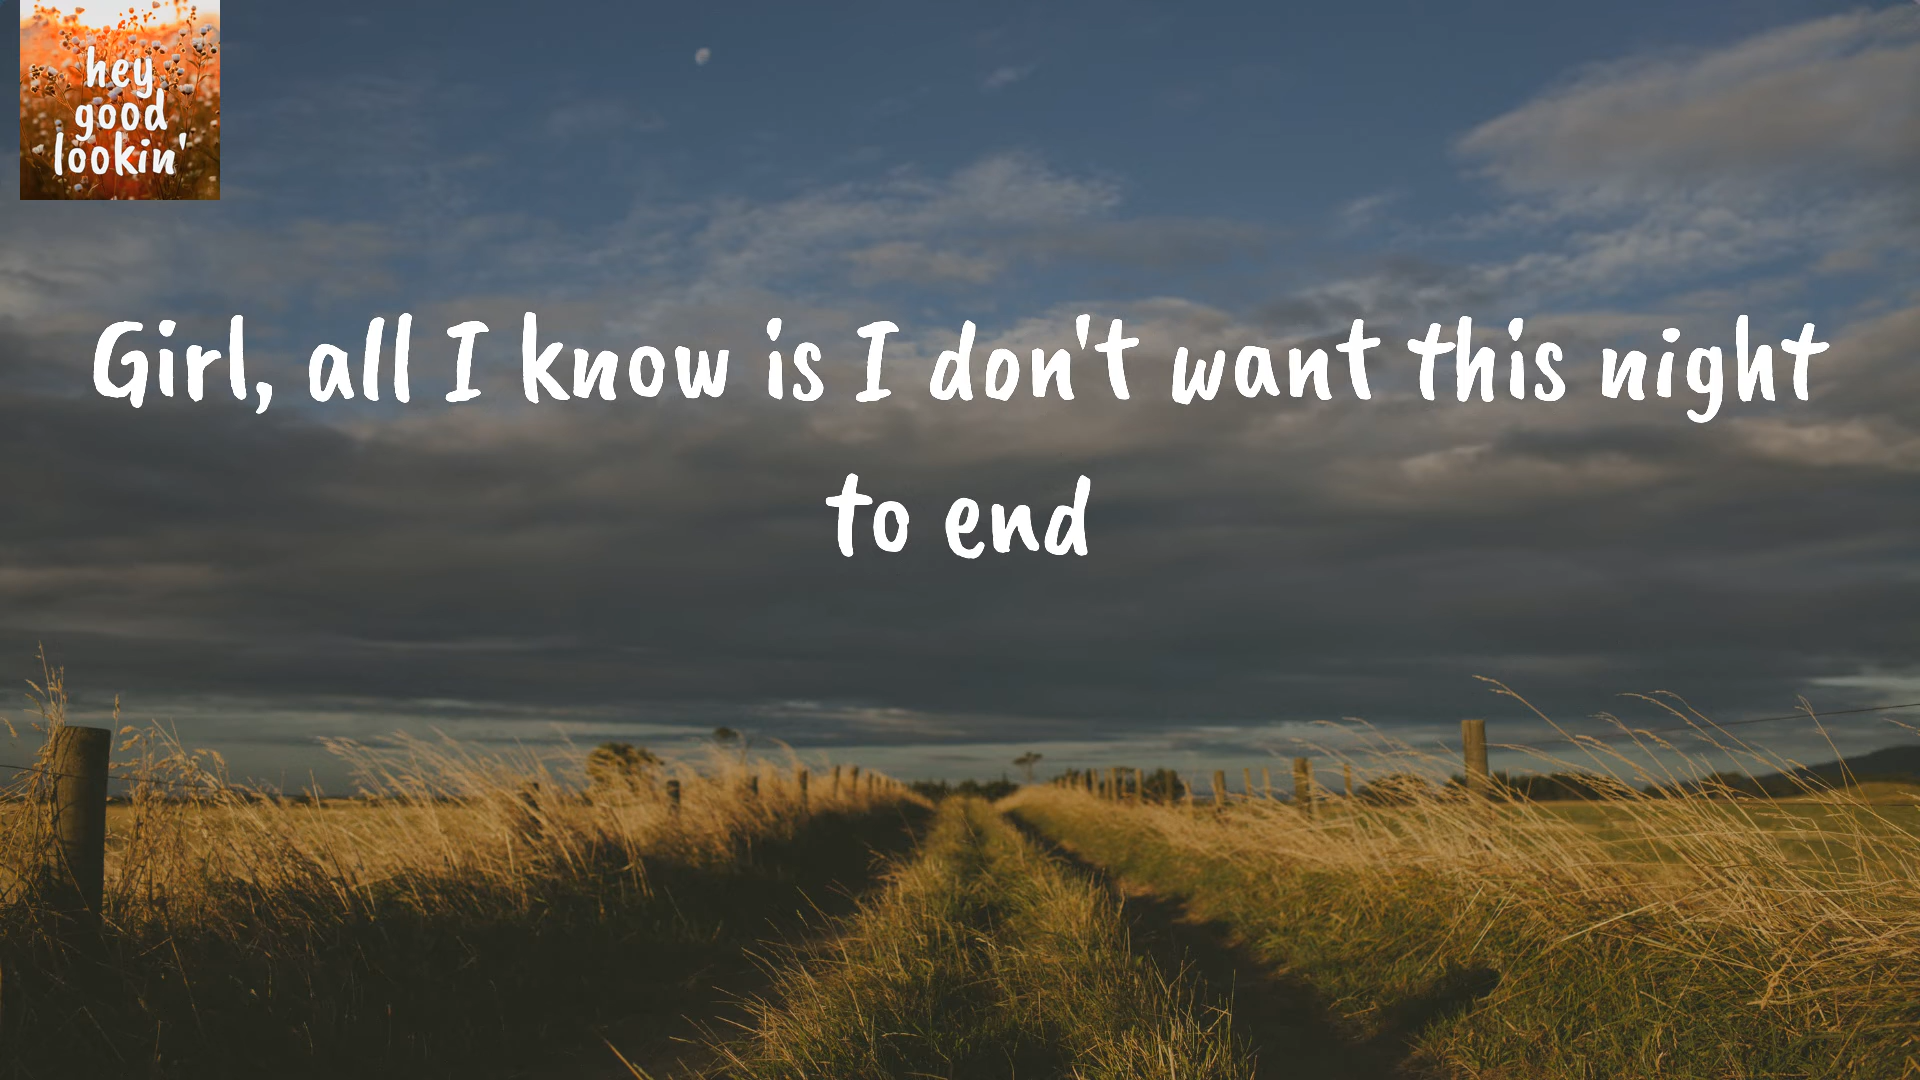 hey
good
lookin'
Girl, all I know is I don't want this night
to end